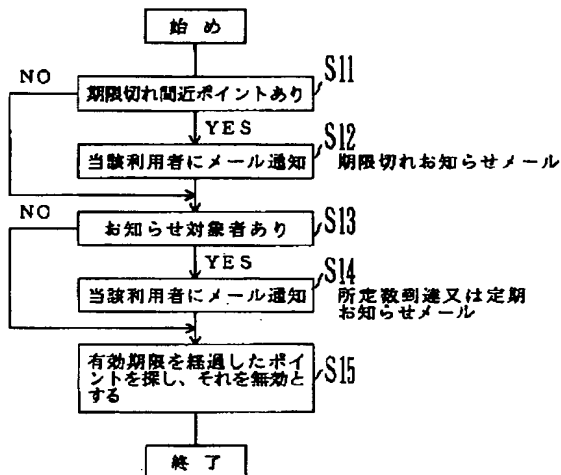 始め
S11
NO
期限切れ間近ポイントあり
YES
S12
当該利用者にメール通知
期限切れお知らせメール
NO
お知らせ対象者あり
S13
YES
S14
当該利用者にメール通知
所定数到達又は定期
お知らせメール
有効期限を経過したポ
イントを探し、それを無効と
する
S15
終了